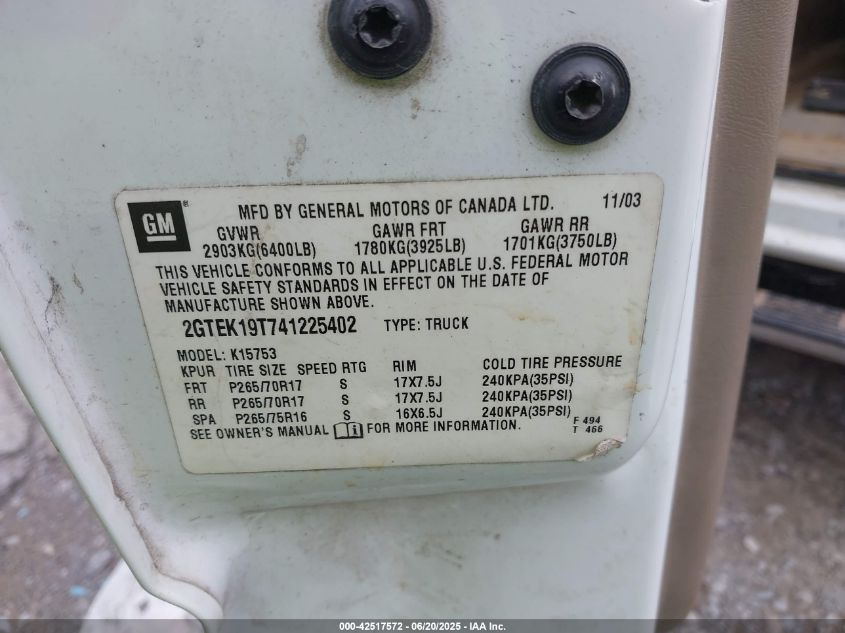 GM
MFD BY GENERAL MOTORS OF CANADA LTD. 11/03
GVWR GAWR FRT GAWR RR
2903KG(6400LB) 1780KG(3925LB) 1701KG(3750LB)
THIS VEHICLE CONFORMS TO ALL APPLICABLE U.S. FEDERAL MOTOR
VEHICLE SAFETY STANDARDS IN EFFECT ON THE DATE OF
MANUFACTURE SHOWN ABOVE.
2GTEK19T741225402 TYPE: TRUCK
MODEL: K15753
KPUR TIRE SIZE SPEED RTG RIM COLD TIRE PRESSURE
FRT P265/70R17 S 17X7.5J 240KPA(35PSI)
RR P265/70R17 S 17X7.5J 240KPA(35PSI)
SPA P265/75R16 S 16X6.5J 240KPA(35PSI)
SEE OWNER'S MANUAL FOR MORE INFORMATION.
F 494
T 466
000-42517572 — 06/20/2025 — IAA Inc.